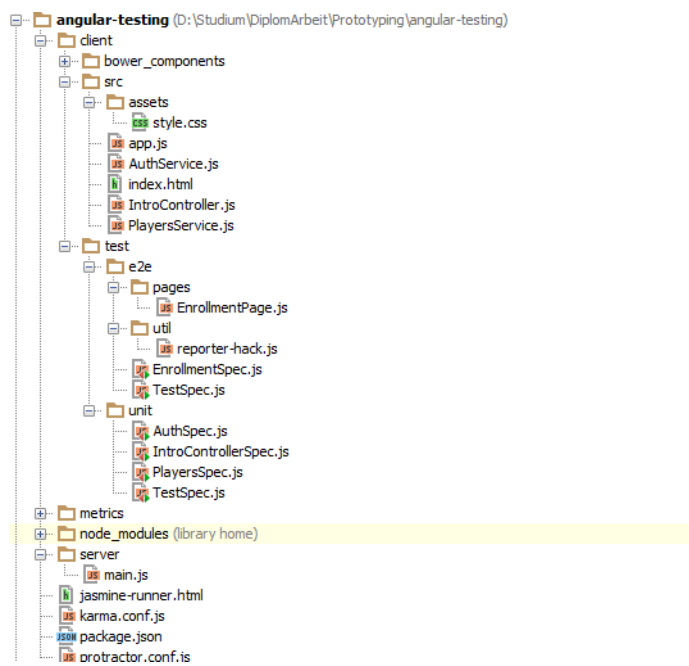 angular-testing (D:\Studium\DiplomArbeit\Prototyping\angular-testing)
client
bower_components
src
assets
style.css
app.js
AuthService.js
index.html
IntroController.js
PlayersService.js
test
e2e
pages
EnrollmentPage.js
util
reporter-hack.js
EnrollmentSpec.js
TestSpec.js
unit
AuthSpec.js
IntroControllerSpec.js
PlayersSpec.js
TestSpec.js
metrics
node_modules (library home)
server
main.js
jasmine-runner.html
karma.conf.js
package.json
protractor.conf.js